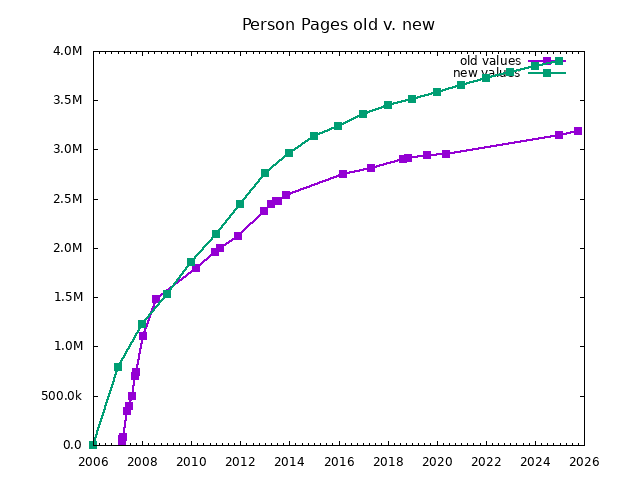 Person Pages old v. new
4.0M
old values
new values
3.5M
3.0M
2.5M
2.0M
1.5M
1.0M
500.0k
0.0
2006 2008 2010 2012 2014 2016 2018 2020 2022 2024 2026